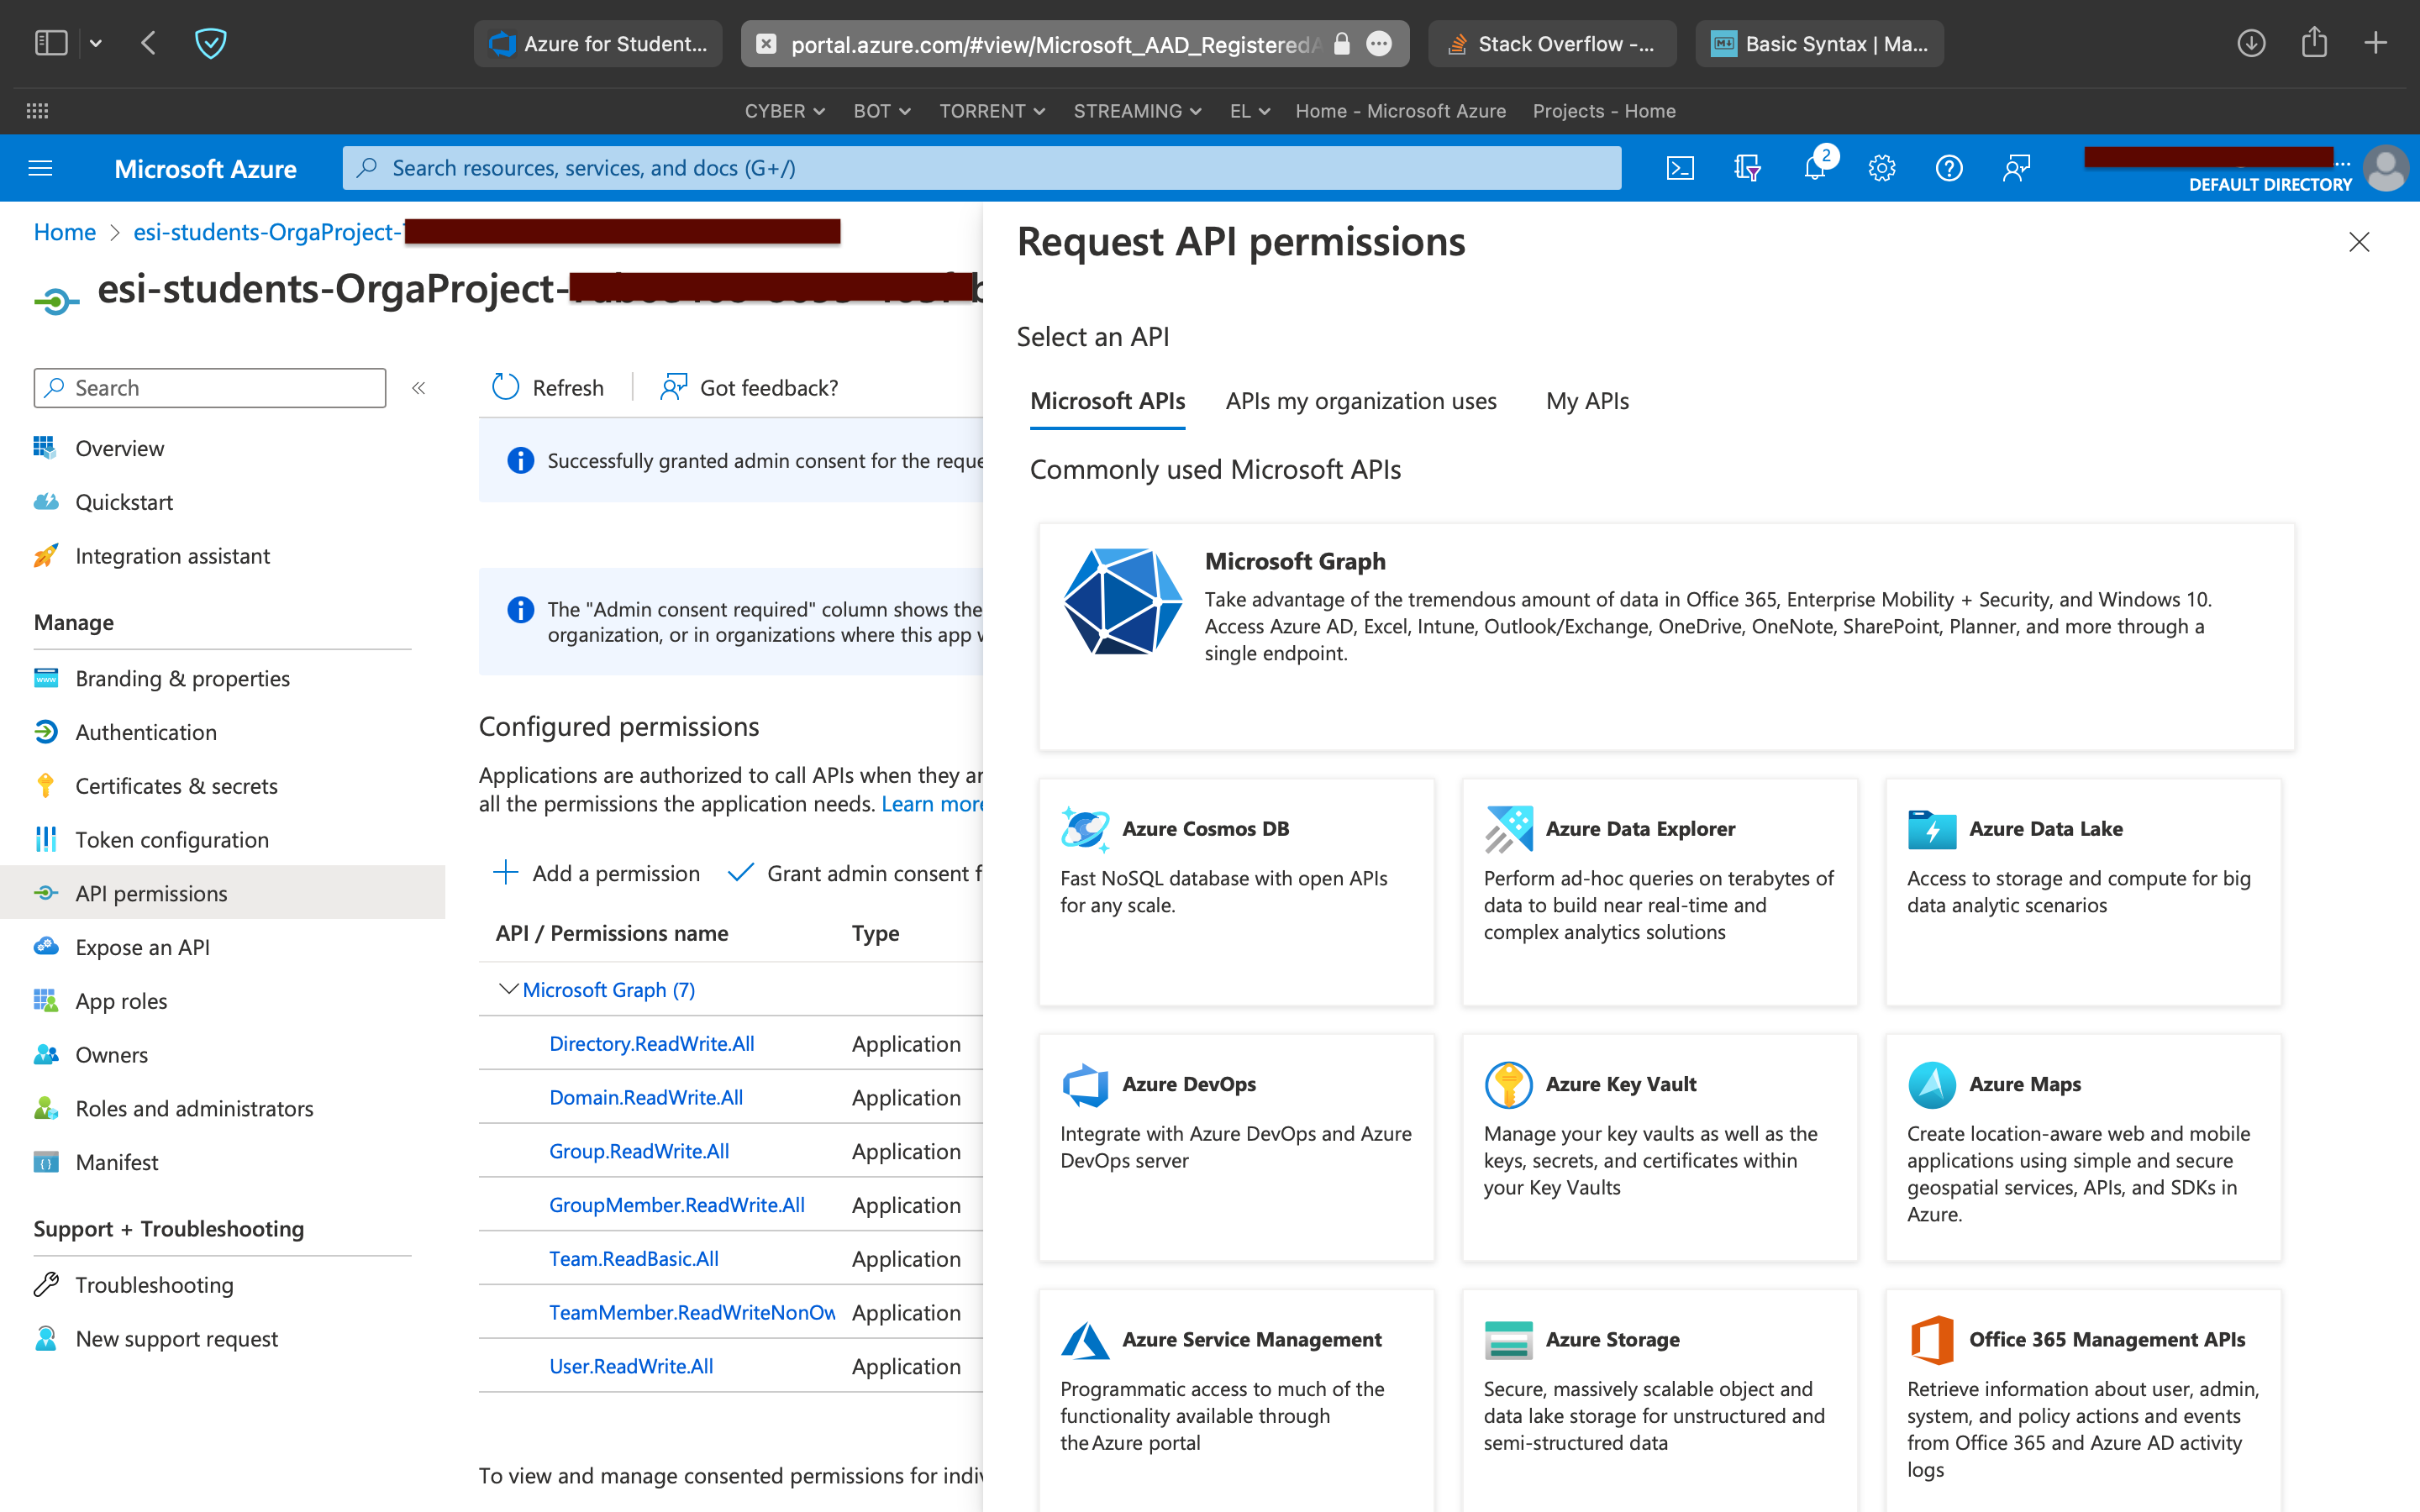 Azure for Student...
portal.azure.com/#view/Microsoft_AAD_RegisteredA
Stack Overflow -...
Basic Syntax | Ma...
CYBER
BOT
TORRENT
STREAMING
EL
Home - Microsoft Azure
Projects - Home
Microsoft Azure
Search resources, services, and docs (G+/)
2
...
DEFAULT DIRECTORY
Home > esi-students-OrgaProject-
esi-students-OrgaProject-
Search
«
Overview
Quickstart
Integration assistant
Manage
Branding & properties
Authentication
Certificates & secrets
Token configuration
API permissions
Expose an API
App roles
Owners
Roles and administrators
Manifest
Support + Troubleshooting
Troubleshooting
New support request
Refresh
Got feedback?
Successfully granted admin consent for the reque
The "Admin consent required" column shows the
organization, or in organizations where this app w
Configured permissions
Applications are authorized to call APIs when they ar
all the permissions the application needs. Learn more
Add a permission
Grant admin consent f
API / Permissions name
Type
Microsoft Graph (7)
Directory.ReadWrite.All
Application
Domain.ReadWrite.All
Application
Group.ReadWrite.All
Application
GroupMember.ReadWrite.All
Application
Team.ReadBasic.All
Application
TeamMember.ReadWriteNonOw
Application
User.ReadWrite.All
Application
To view and manage consented permissions for indiv
Request API permissions
Select an API
Microsoft APIs
APIs my organization uses
My APIs
Commonly used Microsoft APIs
Microsoft Graph
Take advantage of the tremendous amount of data in Office 365, Enterprise Mobility + Security, and Windows 10.
Access Azure AD, Excel, Intune, Outlook/Exchange, OneDrive, OneNote, SharePoint, Planner, and more through a
single endpoint.
Azure Cosmos DB
Fast NoSQL database with open APIs
for any scale.
Azure Data Explorer
Perform ad-hoc queries on terabytes of
data to build near real-time and
complex analytics solutions
Azure Data Lake
Access to storage and compute for big
data analytic scenarios
Azure DevOps
Integrate with Azure DevOps and Azure
DevOps server
Azure Key Vault
Manage your key vaults as well as the
keys, secrets, and certificates within
your Key Vaults
Azure Maps
Create location-aware web and mobile
applications using simple and secure
geospatial services, APIs, and SDKs in
Azure.
Azure Service Management
Programmatic access to much of the
functionality available through
the Azure portal
Azure Storage
Secure, massively scalable object and
data lake storage for unstructured and
semi-structured data
Office 365 Management APIs
Retrieve information about user, admin,
system, and policy actions and events
from Office 365 and Azure AD activity
logs